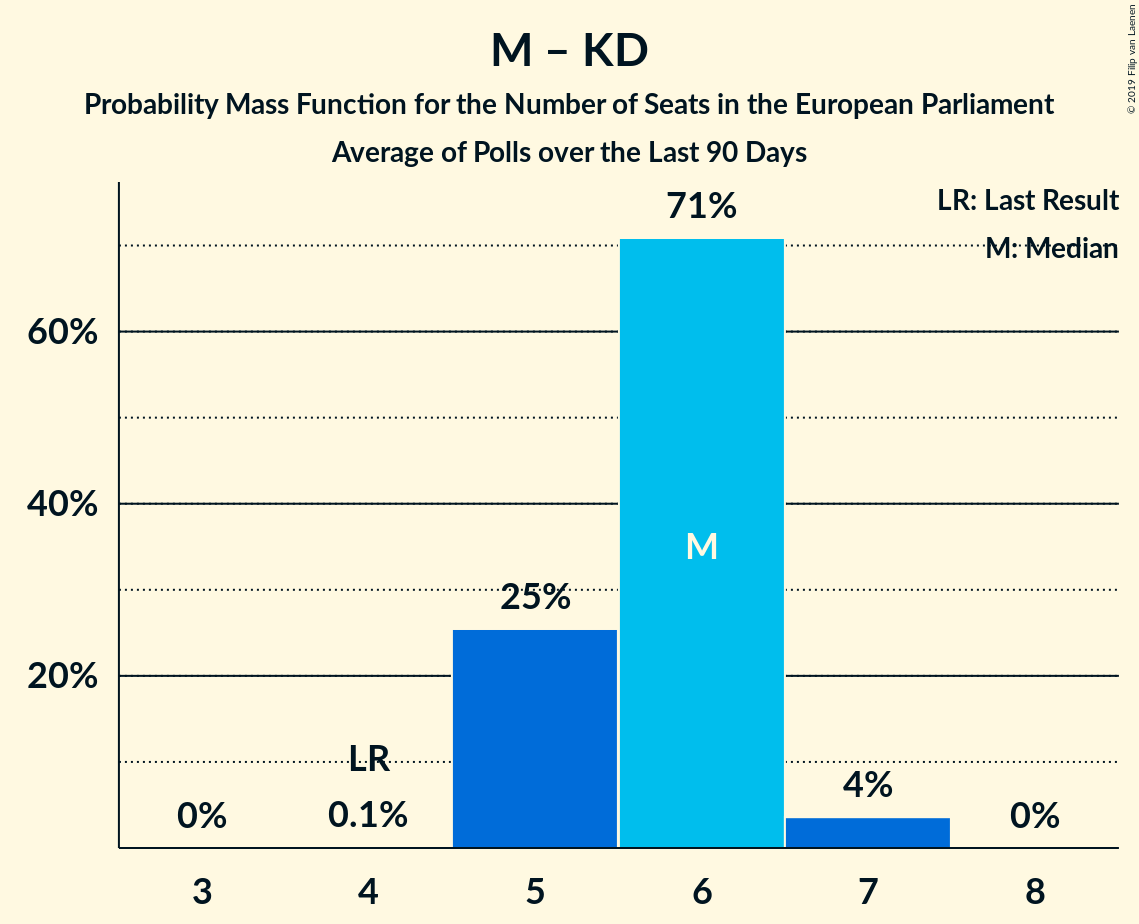 M – KD
Probability Mass Function for the Number of Seats in the European Parliament
Average of Polls over the Last 90 Days
© 2019 Filip van Laenen
LR: Last Result
M: Median
71%
60%
M
40%
25%
20%
LR
4%
0%
0.1%
0%
3 4 5 6 7 8